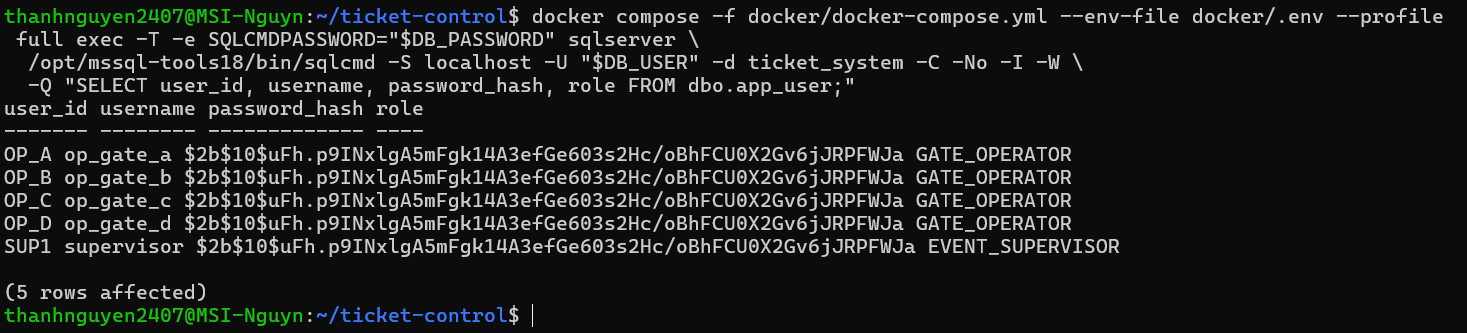 thanhnguyen2407@MSI-Nguyn:~/ticket-control$ docker compose -f docker/docker-compose.yml --env-file docker/.env --profile
full exec -T -e SQLCMDPASSWORD="$DB_PASSWORD" sqlserver \
/opt/mssql-tools18/bin/sqlcmd -S localhost -U "$DB_USER" -d ticket_system -C -No -I -W \
-Q "SELECT user_id, username, password_hash, role FROM dbo.app_user;"
user_id username password_hash role
------- -------- ------------- ----
OP_A op_gate_a $2b$10$uFh.p9INxlgA5mFgk14A3efGe603s2Hc/oBhFCU0X2Gv6jJRPFWJa GATE_OPERATOR
OP_B op_gate_b $2b$10$uFh.p9INxlgA5mFgk14A3efGe603s2Hc/oBhFCU0X2Gv6jJRPFWJa GATE_OPERATOR
OP_C op_gate_c $2b$10$uFh.p9INxlgA5mFgk14A3efGe603s2Hc/oBhFCU0X2Gv6jJRPFWJa GATE_OPERATOR
OP_D op_gate_d $2b$10$uFh.p9INxlgA5mFgk14A3efGe603s2Hc/oBhFCU0X2Gv6jJRPFWJa GATE_OPERATOR
SUP1 supervisor $2b$10$uFh.p9INxlgA5mFgk14A3efGe603s2Hc/oBhFCU0X2Gv6jJRPFWJa EVENT_SUPERVISOR
(5 rows affected)
thanhnguyen2407@MSI-Nguyn:~/ticket-control$